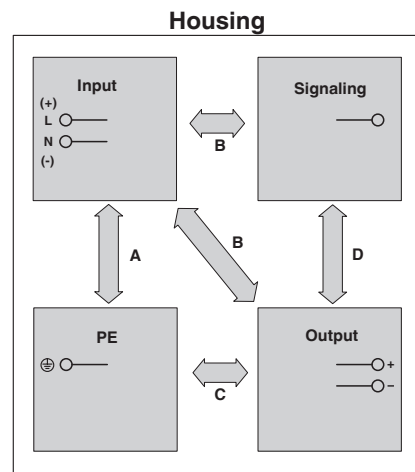 Housing
Input
(+)
L
N
(-)
Signaling
B
A
B
D
PE
Output
+
−
C